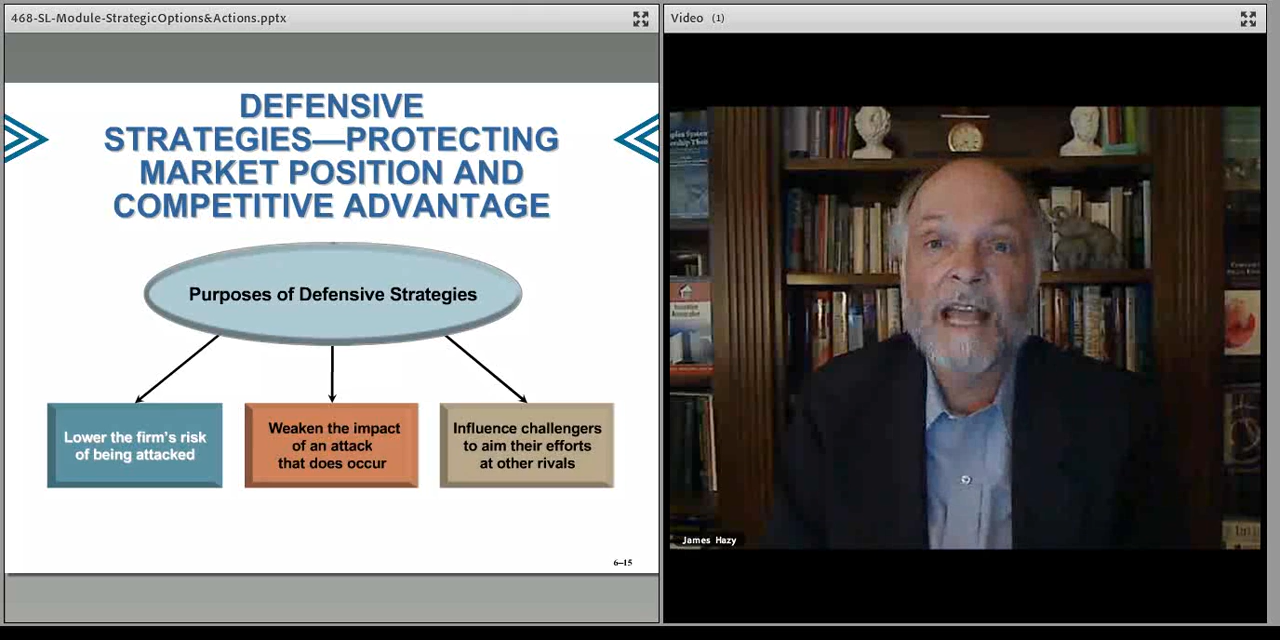 468-SL-Module-StrategicOptions&Actions.pptx
DEFENSIVE
STRATEGIES—PROTECTING
MARKET POSITION AND
COMPETITIVE ADVANTAGE
Purposes of Defensive Strategies
Lower the firm's risk
of being attacked
Weaken the impact
of an attack
that does occur
Influence challengers
to aim their efforts
at other rivals
6–15
Video (1)
James Hazy